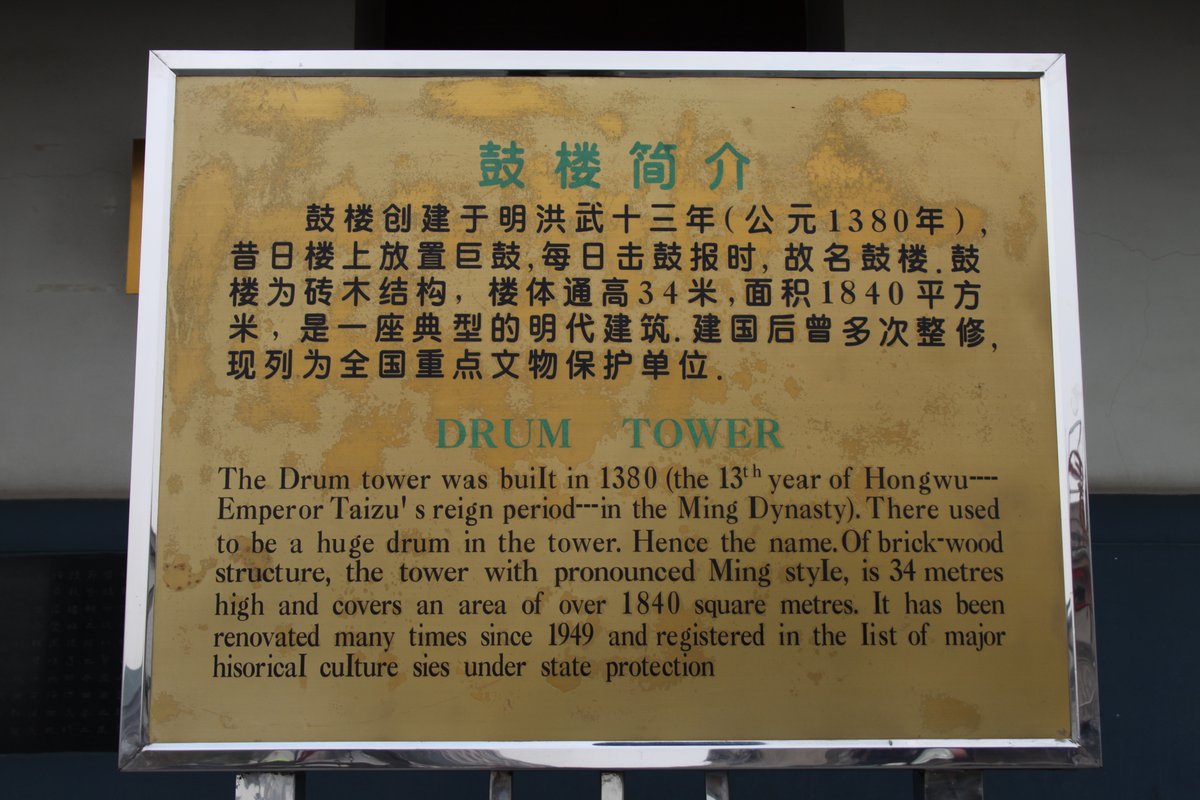 鼓楼简介
鼓楼创建于明洪武十三年(公元1380年),
昔日楼上放置巨鼓,每日击鼓报时,故名鼓楼.鼓
楼为砖木结构,楼体通高34米,面积1840平方
米,是一座典型的明代建筑.建国后曾多次整修,
现列为全国重点文物保护单位.
DRUM TOWER
The Drum tower was built in 1380 (the 13th year of Hongwu----
Emperor Taizu's reign period---in the Ming Dynasty). There used
to be a huge drum in the tower. Hence the name. Of brick-wood
structure, the tower with pronounced Ming style, is 34 metres
high and covers an area of over 1840 square metres. It has been
renovated many times since 1949 and registered in the list of major
hisorical culture sies under state protection